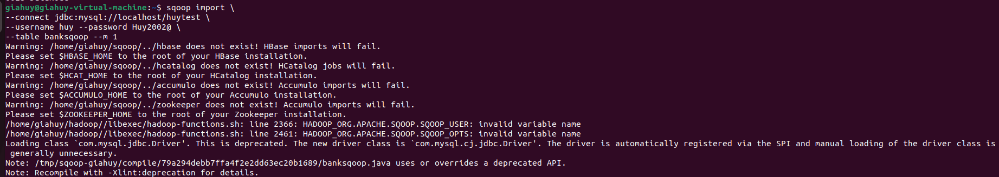 giahuy@giahuy-virtual-machine:~$ sqoop import \
--connect jdbc:mysql://localhost/huytest \
--username huy --password Huy2002@ \
--table banksqoop --m 1
Warning: /home/giahuy/sqoop/../hbase does not exist! HBase imports will fail.
Please set $HBASE_HOME to the root of your HBase installation.
Warning: /home/giahuy/sqoop/../hcatalog does not exist! HCatalog jobs will fail.
Please set $HCAT_HOME to the root of your HCatalog installation.
Warning: /home/giahuy/sqoop/../accumulo does not exist! Accumulo imports will fail.
Please set $ACCUMULO_HOME to the root of your Accumulo installation.
Warning: /home/giahuy/sqoop/../zookeeper does not exist! Accumulo imports will fail.
Please set $ZOOKEEPER_HOME to the root of your Zookeeper installation.
/home/giahuy/hadoop//libexec/hadoop-functions.sh: line 2366: HADOOP_ORG.APACHE.SQOOP.SQOOP_USER: invalid variable name
/home/giahuy/hadoop//libexec/hadoop-functions.sh: line 2461: HADOOP_ORG.APACHE.SQOOP.SQOOP_OPTS: invalid variable name
Loading class `com.mysql.jdbc.Driver'. This is deprecated. The new driver class is `com.mysql.cj.jdbc.Driver'. The driver is automatically registered via the SPI and manual loading of the driver class is
 generally unnecessary.
Note: /tmp/sqoop-giahuy/compile/79a294debb7ffa4f2e2dd63ec20b1689/banksqoop.java uses or overrides a deprecated API.
Note: Recompile with -Xlint:deprecation for details.